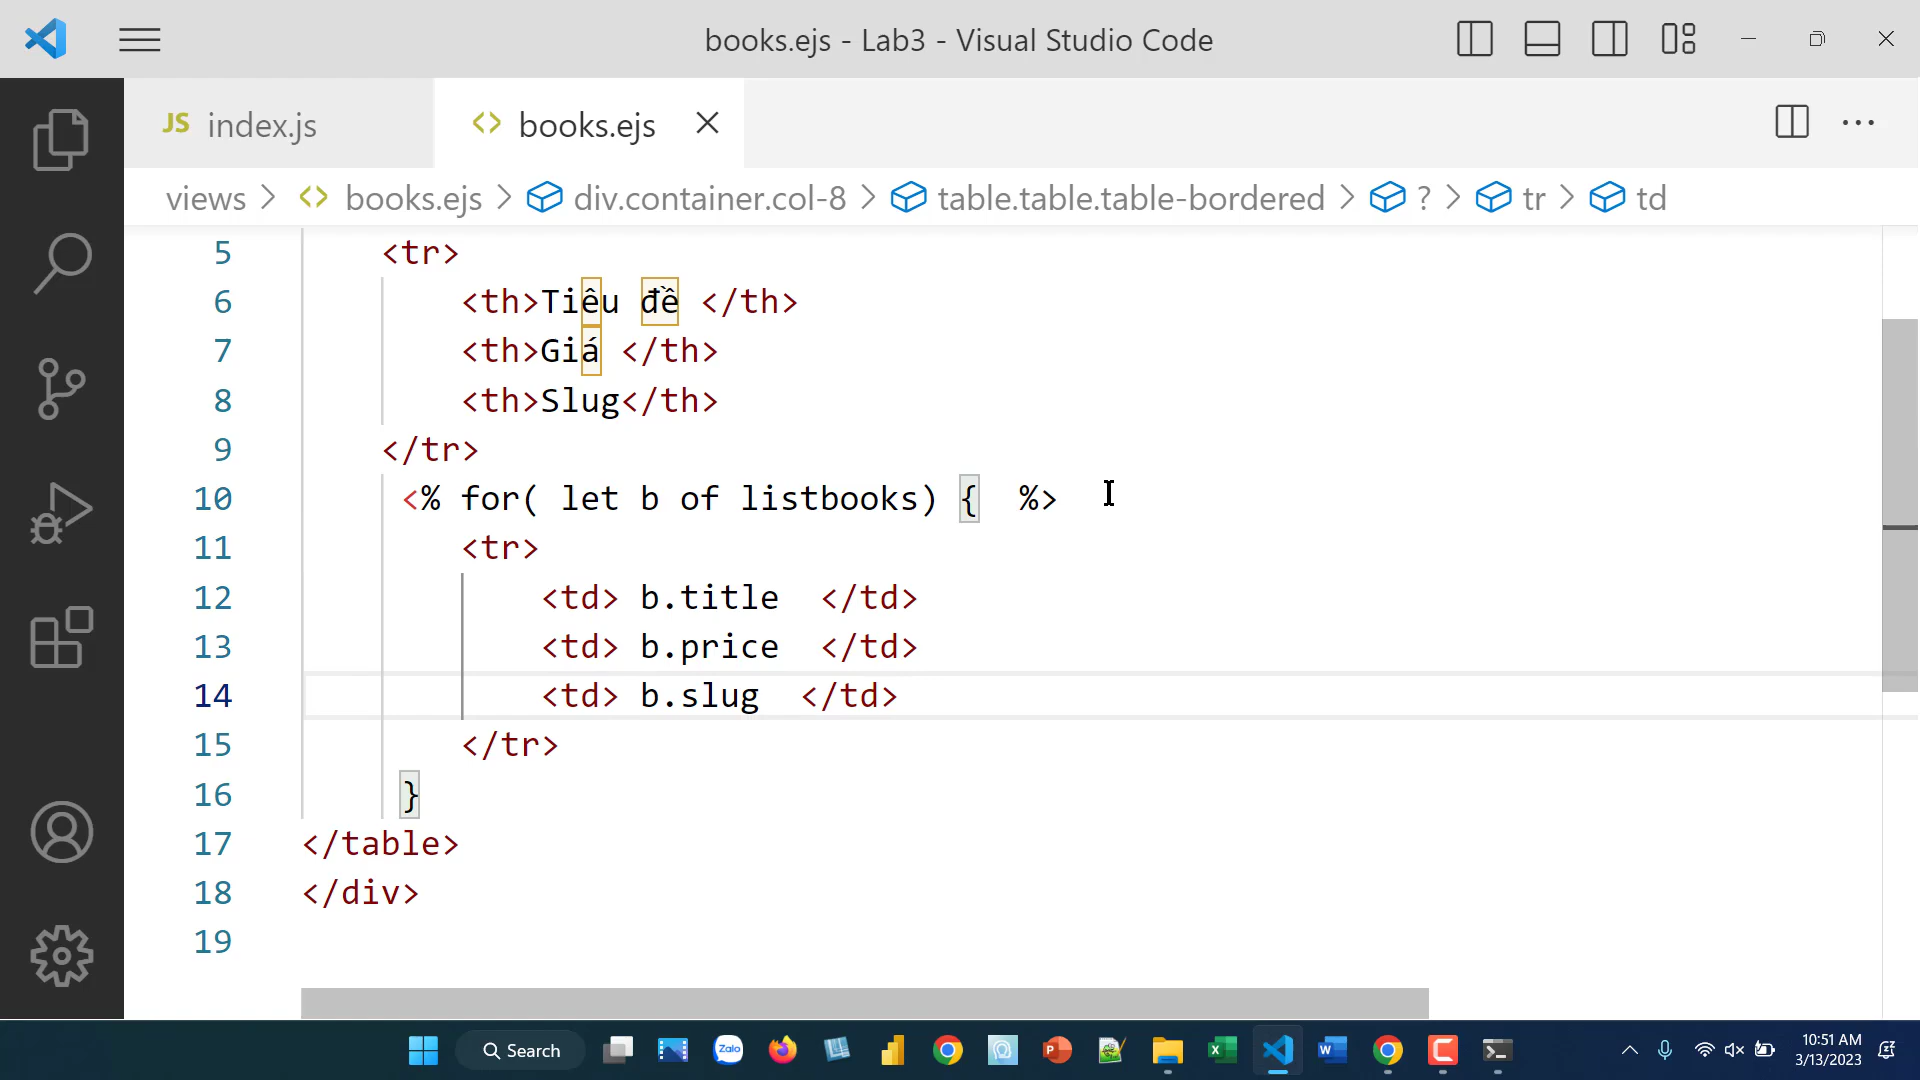 books.ejs - Lab3 - Visual Studio Code
JS index.js
<> books.ejs
views > <> books.ejs > div.container.col-8 > table.table.table-bordered > ? > tr > td
5 <tr>
6 <th>Tiêu đề </th>
7 <th>Giá </th>
8 <th>Slug</th>
9 </tr>
10 <% for( let b of listbooks) {  %>
11 <tr>
12 <td> b.title  </td>
13 <td> b.price  </td>
14 <td> b.slug  </td>
15 </tr>
16 }
17 </table>
18 </div>
19
Search
Zalo
10:51 AM
3/13/2023